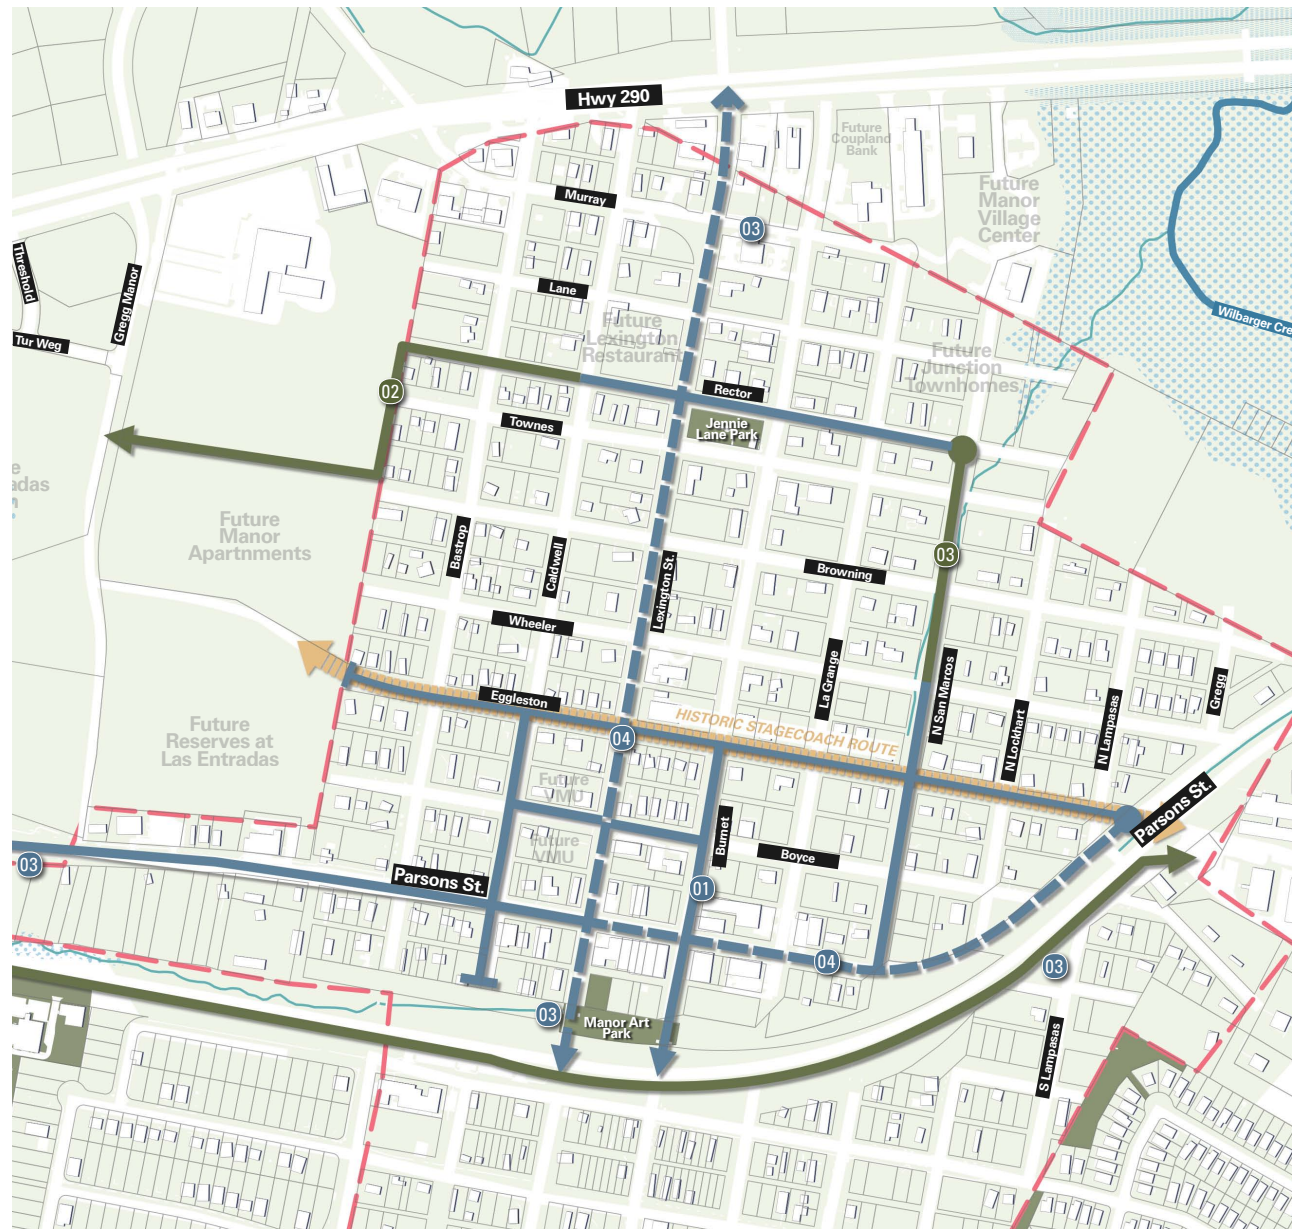 Hwy 290
Future
Coupland
Bank
Murray
Future
Manor
Village
Center
03
Threshold
Gregg Manor
Lane
Wilbarger Cre
Tur Weg
Future
Lexington
Restaurant
Future
Junction
Townhomes
02
Rector
Townes
Jennie
Lane Park
e
adas
n
Future
Manor
Apartnments
Bastrop
Caldwell
Lexington St.
Browning
03
Wheeler
La Grange
N San Marcos
N Lockhart
N Lampasas
Gregg
Eggleston
HISTORIC STAGECOACH ROUTE
Future
Reserves at
Las Entradas
04
Future
VMU
Parsons St.
Burnet
Future
VMU
Boyce
03
Parsons St.
01
04
03
03
Manor Art
Park
S Lampasas